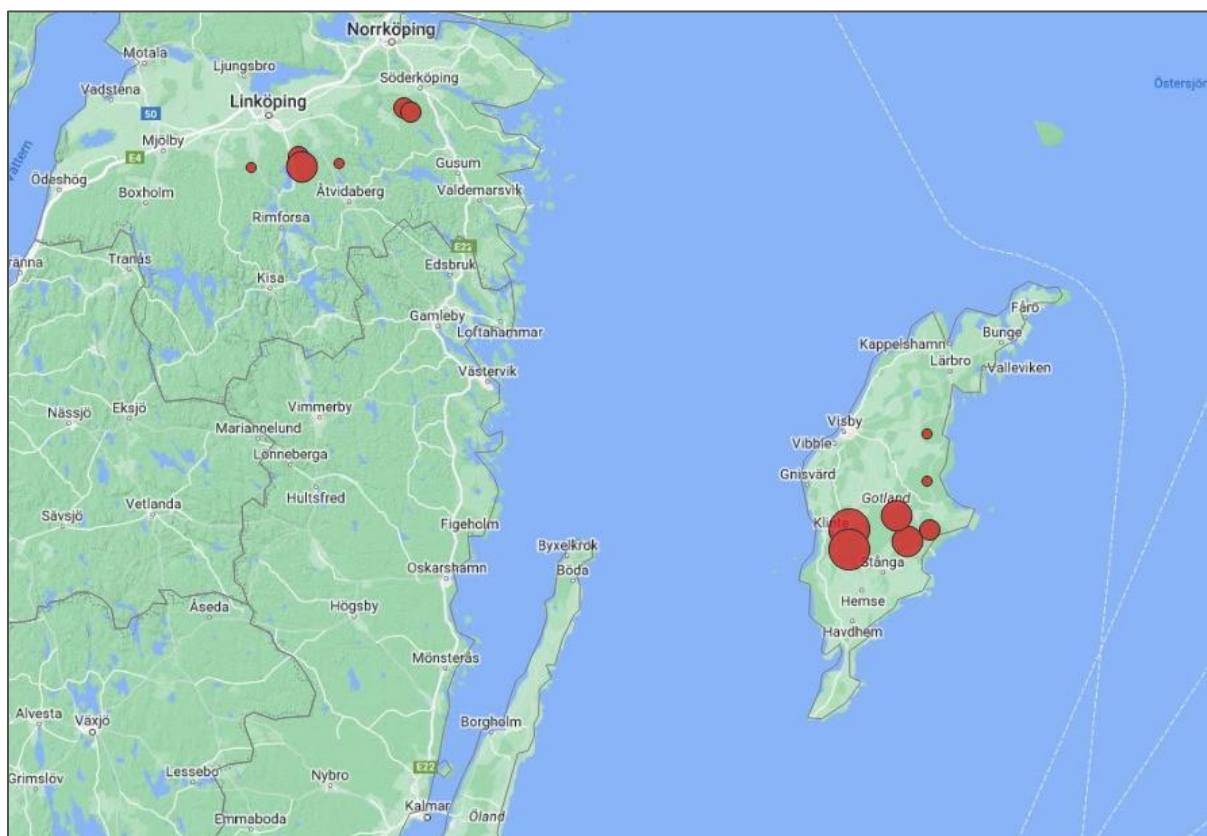 Norrköping
Motala
Ljungsbro
Söderköping
Vadstena
50
Linköping
Östersjön
Mjölby
E4
Vättern
Ödeshög
Boxholm
Gusum
Åtvidaberg
Valdemarsvik
Rimforsa
E22
Tranås
ränna
Kisa
Edsbruk
Gamleby
Loftahammar
Fårö
Bunge
Kappelshamn
Lärbro
Valleviken
Västervik
Nässjö
Eksjö
Vimmerby
Mariannelund
Lönneberga
Visby
Vibble
Gnisvärd
Hultsfred
Vetlanda
Sävsjö
Gotland
Klinte
Figeholm
Byxelkrok
Böda
Oskarshamn
Stånga
Hemse
Åseda
Högsby
Havdhem
Mönsterås
Alvesta
Växjö
Borgholm
E22
Grimslöv
Lessebo
Nybro
Kalmar
Öland
Emmaboda